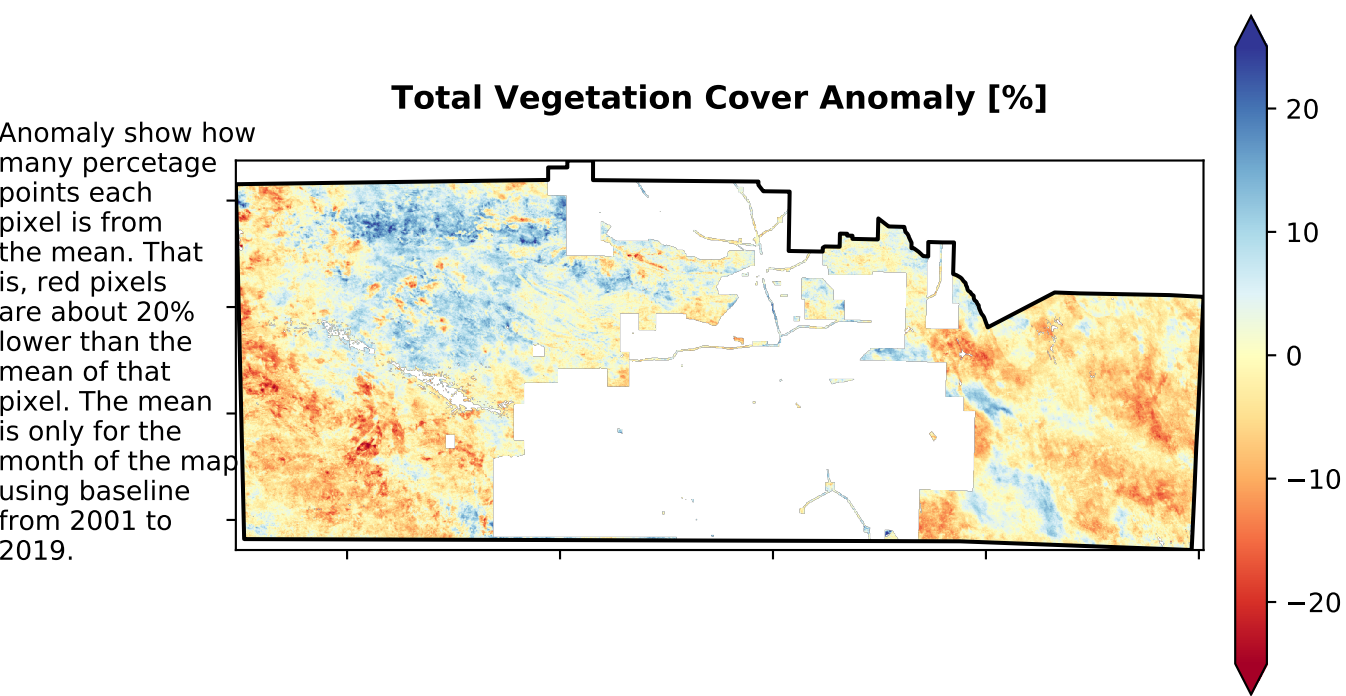 Total Vegetation Cover Anomaly [%]
Anomaly show how
many percetage
points each
pixel is from
the mean. That
is, red pixels
are about 20%
lower than the
mean of that
pixel. The mean
is only for the
month of the map
using baseline
from 2001 to
2019.
20
10
0
−10
−20